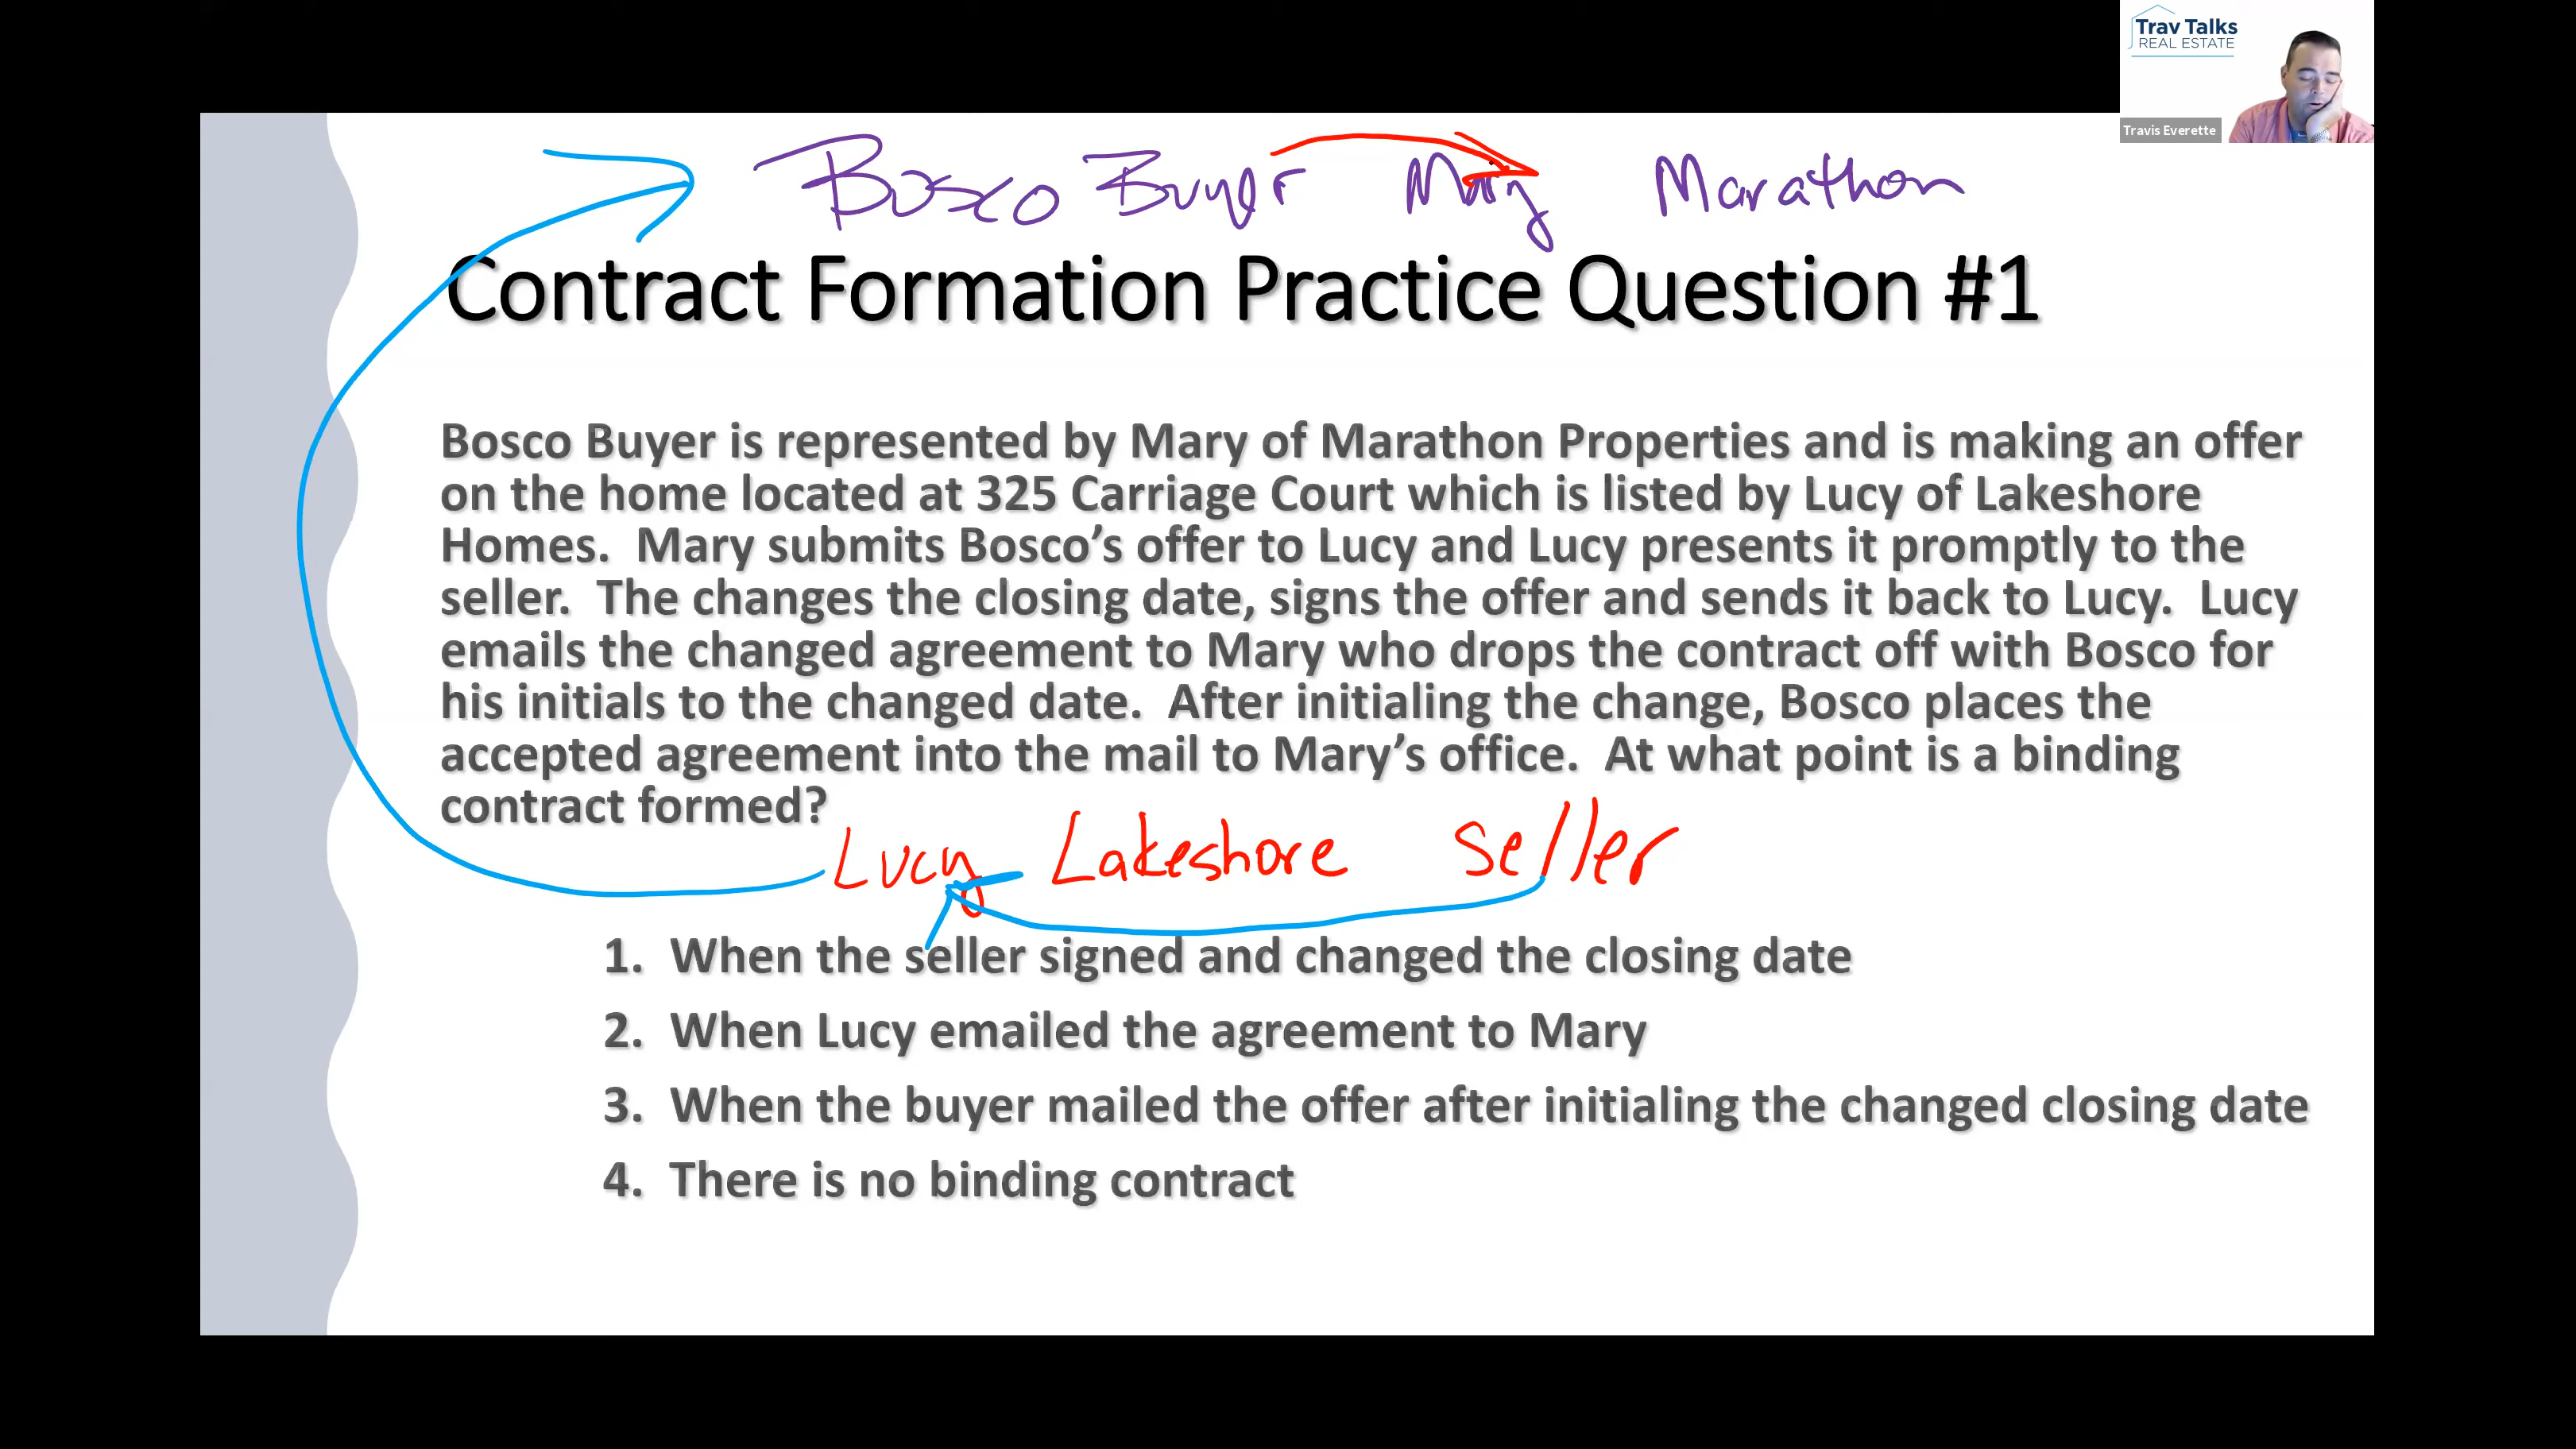 Trav Talks
REAL ESTATE
Travis Everette
Bosco Buyer Mary Marathon
Contract Formation Practice Question #1
Bosco Buyer is represented by Mary of Marathon Properties and is making an offer
on the home located at 325 Carriage Court which is listed by Lucy of Lakeshore
Homes. Mary submits Bosco’s offer to Lucy and Lucy presents it promptly to the
seller. The changes the closing date, signs the offer and sends it back to Lucy. Lucy
emails the changed agreement to Mary who drops the contract off with Bosco for
his initials to the changed date. After initialing the change, Bosco places the
accepted agreement into the mail to Mary’s office. At what point is a binding
contract formed?
Lucy Lakeshore Seller
1. When the seller signed and changed the closing date
2. When Lucy emailed the agreement to Mary
3. When the buyer mailed the offer after initialing the changed closing date
4. There is no binding contract